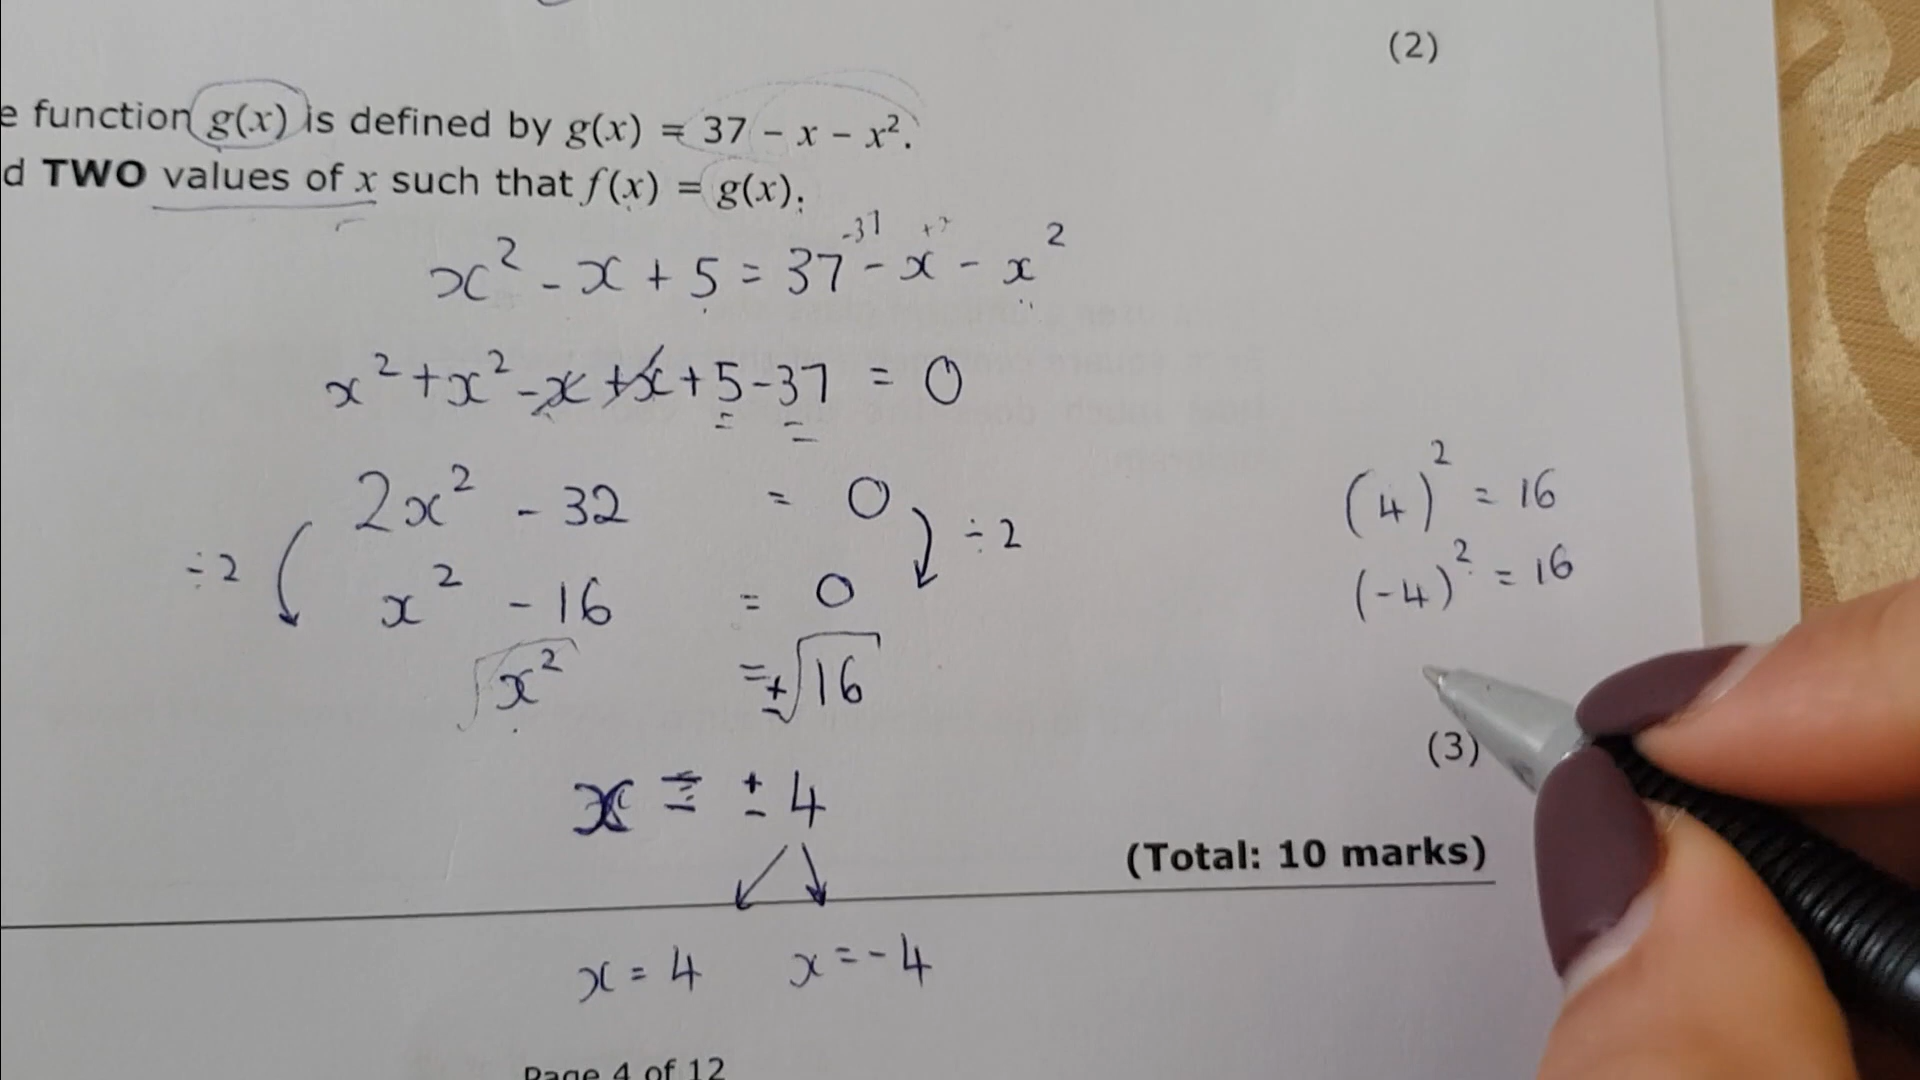 (2)
e function g(x) is defined by g(x) = 37 − x − x².
d TWO values of x such that f(x) = g(x).
-37
x² - x + 5 = 37 - x - x²
x² + x² - x + x + 5 - 37 = 0
2x² - 32 = 0
÷2 ÷2
x² - 16 = 0
√x² = ±√16
x = ± 4
x = 4 x = -4
(4)² = 16
(-4)² = 16
(3)
(Total: 10 marks)
Page 4 of 12